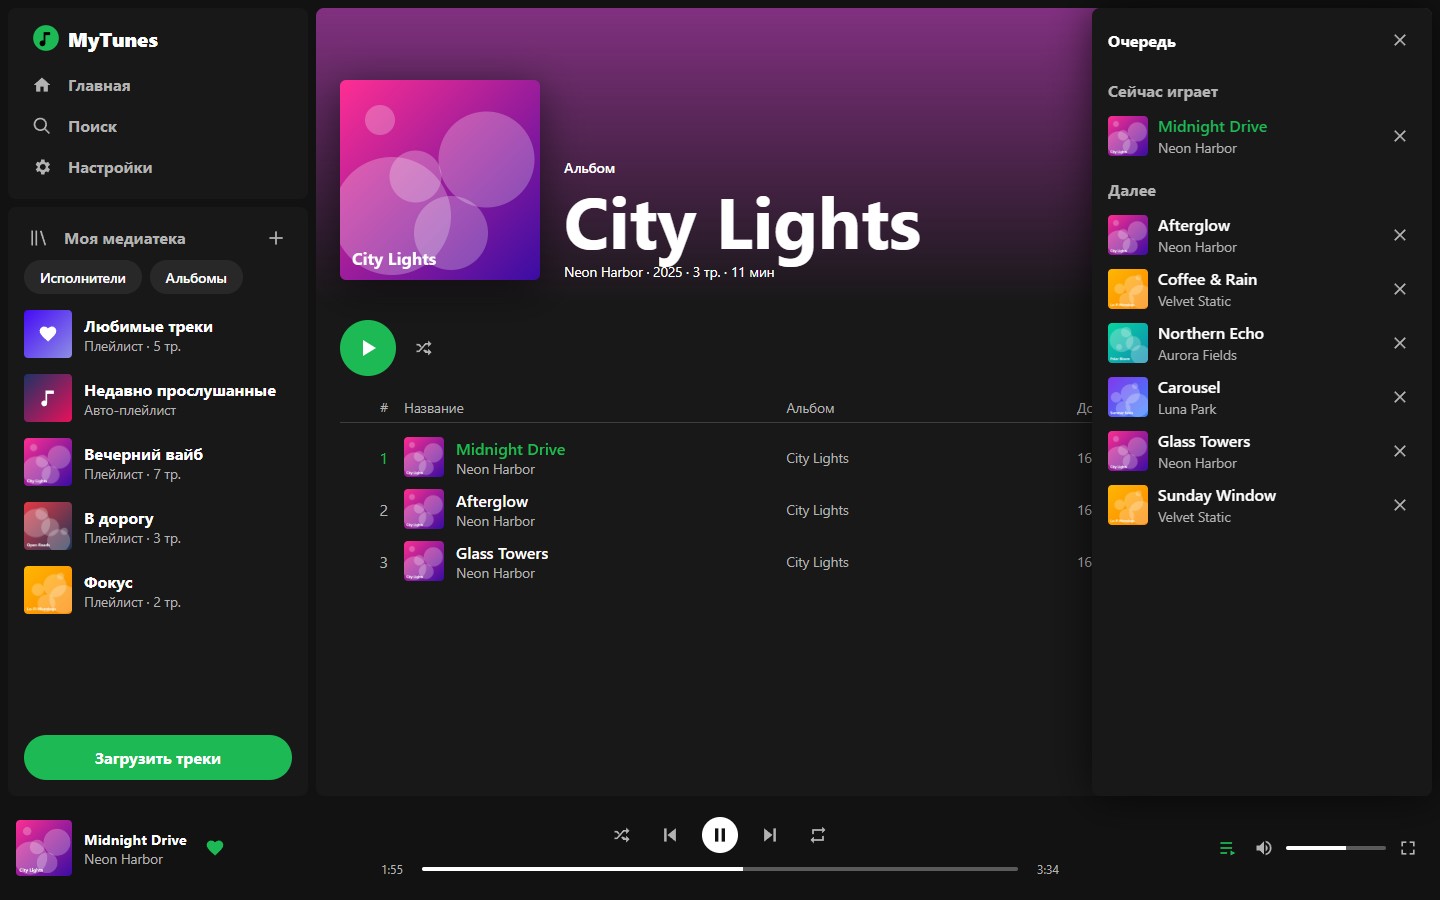 MyTunes
Главная
Поиск
Настройки
Моя медиатека
Исполнители
Альбомы
Любимые треки
Плейлист · 5 тр.
Недавно прослушанные
Авто-плейлист
Вечерний вайб
Плейлист · 7 тр.
В дорогу
Плейлист · 3 тр.
Фокус
Плейлист · 2 тр.
Загрузить треки
City Lights
Альбом
City Lights
Neon Harbor · 2025 · 3 тр. · 11 мин
# Название Альбом До
1 Midnight Drive City Lights 16
Neon Harbor
2 Afterglow City Lights 16
Neon Harbor
3 Glass Towers City Lights 16
Neon Harbor
Очередь
Сейчас играет
Midnight Drive
Neon Harbor
Далее
Afterglow
Neon Harbor
Coffee & Rain
Velvet Static
Northern Echo
Aurora Fields
Carousel
Luna Park
Glass Towers
Neon Harbor
Sunday Window
Velvet Static
Midnight Drive
Neon Harbor
1:55
3:34